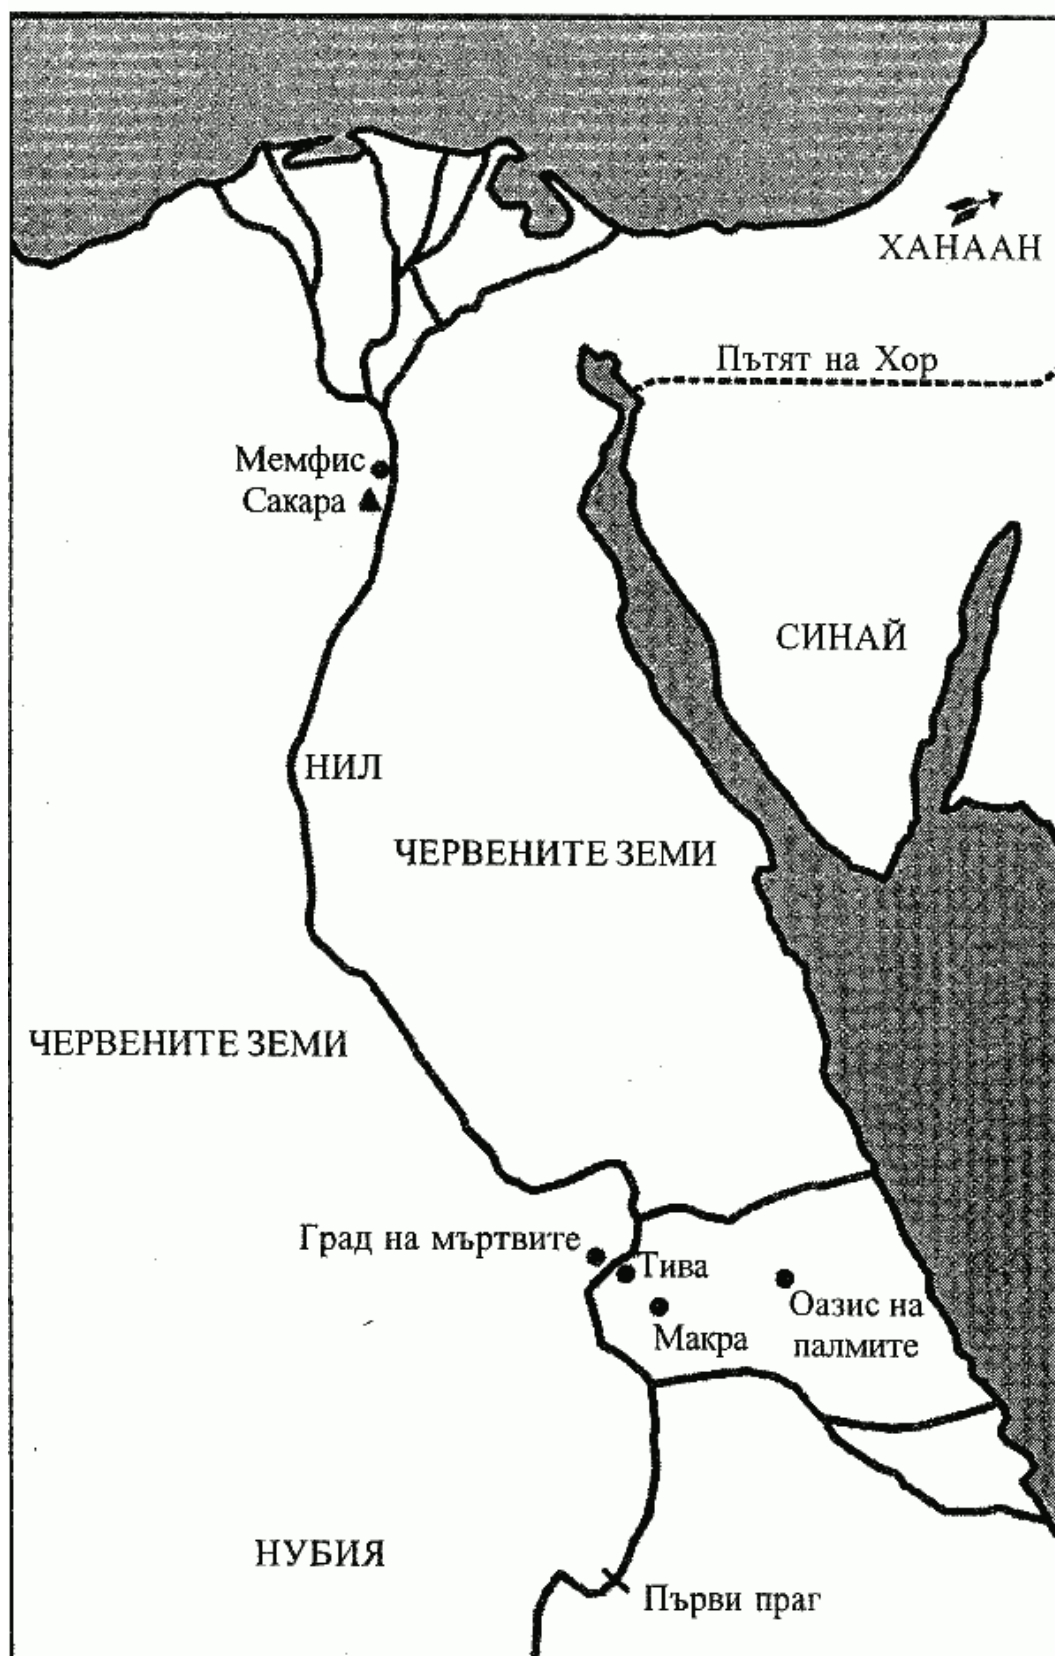 ХАНААН
Пътят на Хор
Мемфис
Сакара
СИНАЙ
НИЛ
ЧЕРВЕНИТЕ ЗЕМИ
ЧЕРВЕНИТЕ ЗЕМИ
Град на мъртвите
Тива
Оазис на
палмите
Макра
НУБИЯ
Първи праг